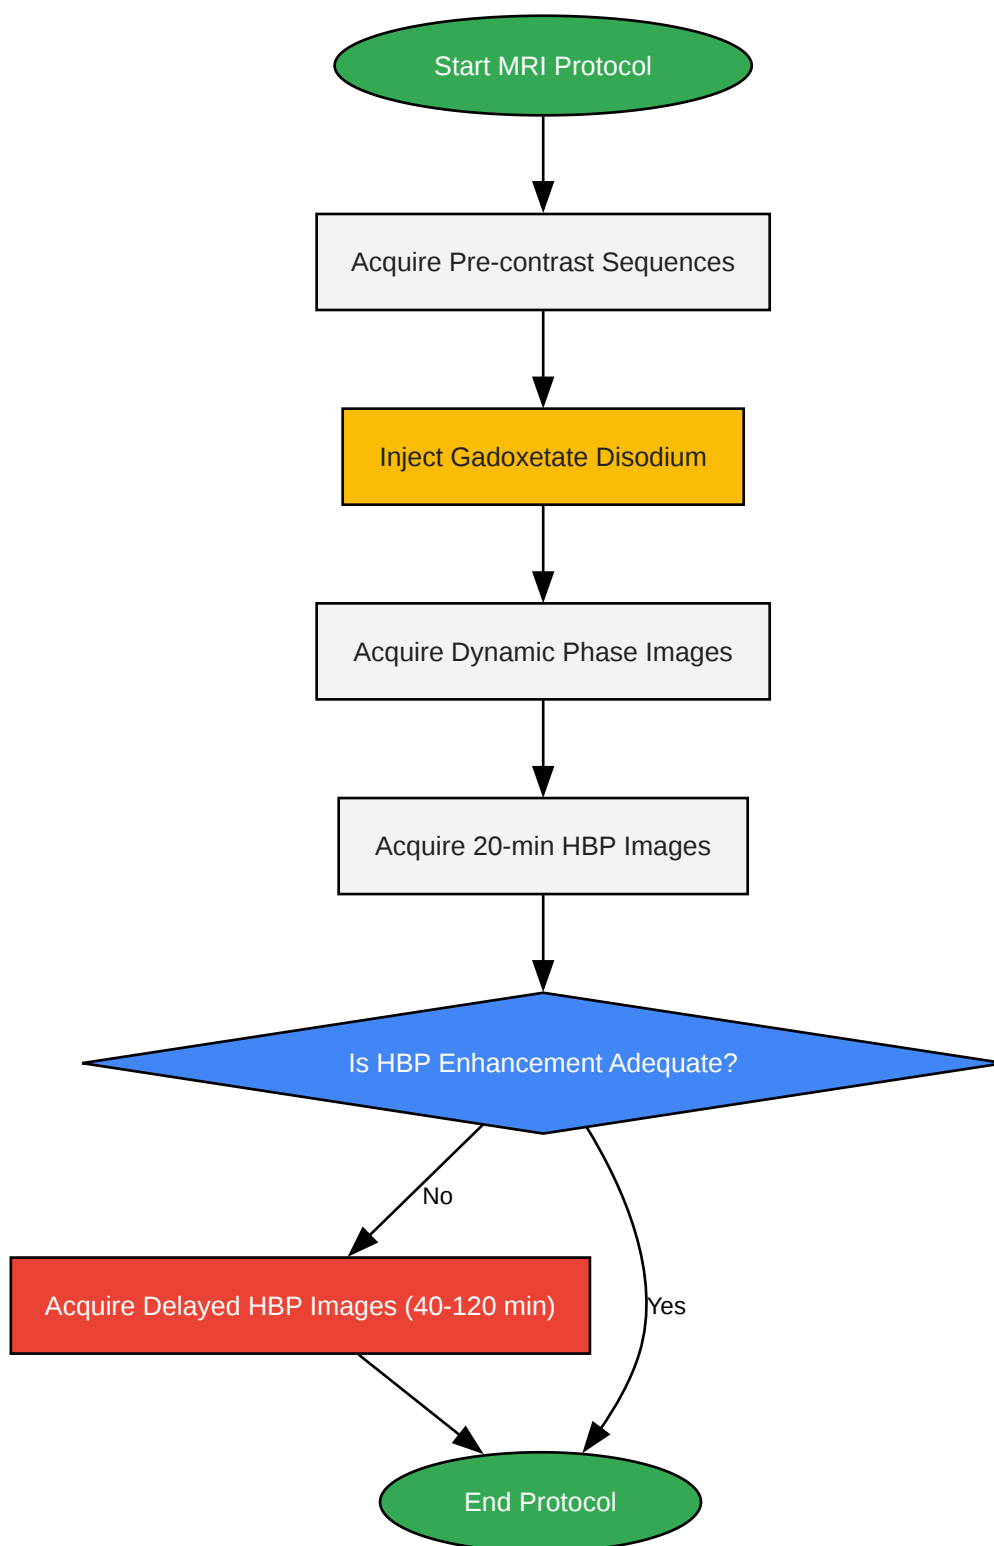 Start MRI Protocol
Acquire Pre-contrast Sequences
Inject Gadoxetate Disodium
Acquire Dynamic Phase Images
Acquire 20-min HBP Images
Is HBP Enhancement Adequate?
No
Acquire Delayed HBP Images (40-120 min)
Yes
End Protocol